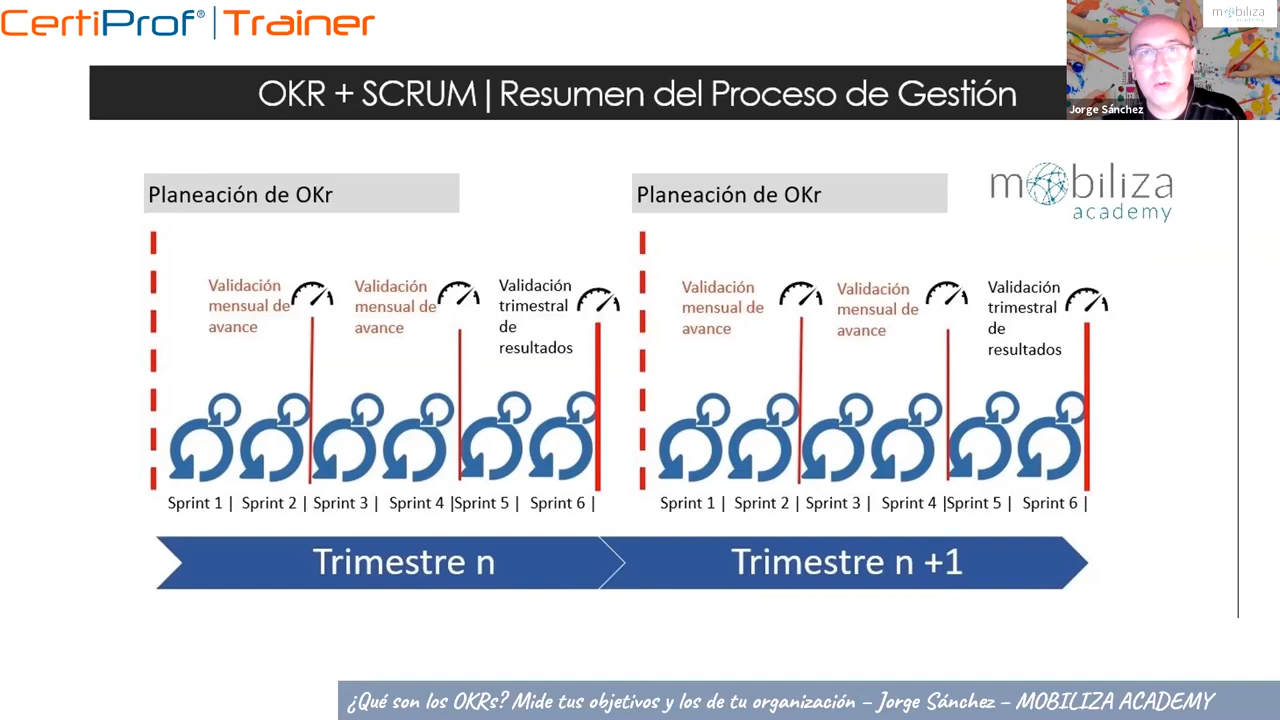 CertiProf® | Trainer
mobiliza
academy
OKR + SCRUM | Resumen del Proceso de Gestión
Jorge Sánchez
mobiliza
academy
Planeación de OKr
Planeación de OKr
Validación
mensual de
avance
Validación
mensual de
avance
Validación
trimestral
de
resultados
Validación
mensual de
avance
Validación
mensual de
avance
Validación
trimestral
de
resultados
Sprint 1 | Sprint 2 | Sprint 3 | Sprint 4 |Sprint 5 | Sprint 6 |
Sprint 1 | Sprint 2 | Sprint 3 | Sprint 4 |Sprint 5 | Sprint 6 |
Trimestre n
Trimestre n +1
¿Qué son los OKRs? Mide tus objetivos y los de tu organización – Jorge Sánchez – MOBILIZA ACADEMY